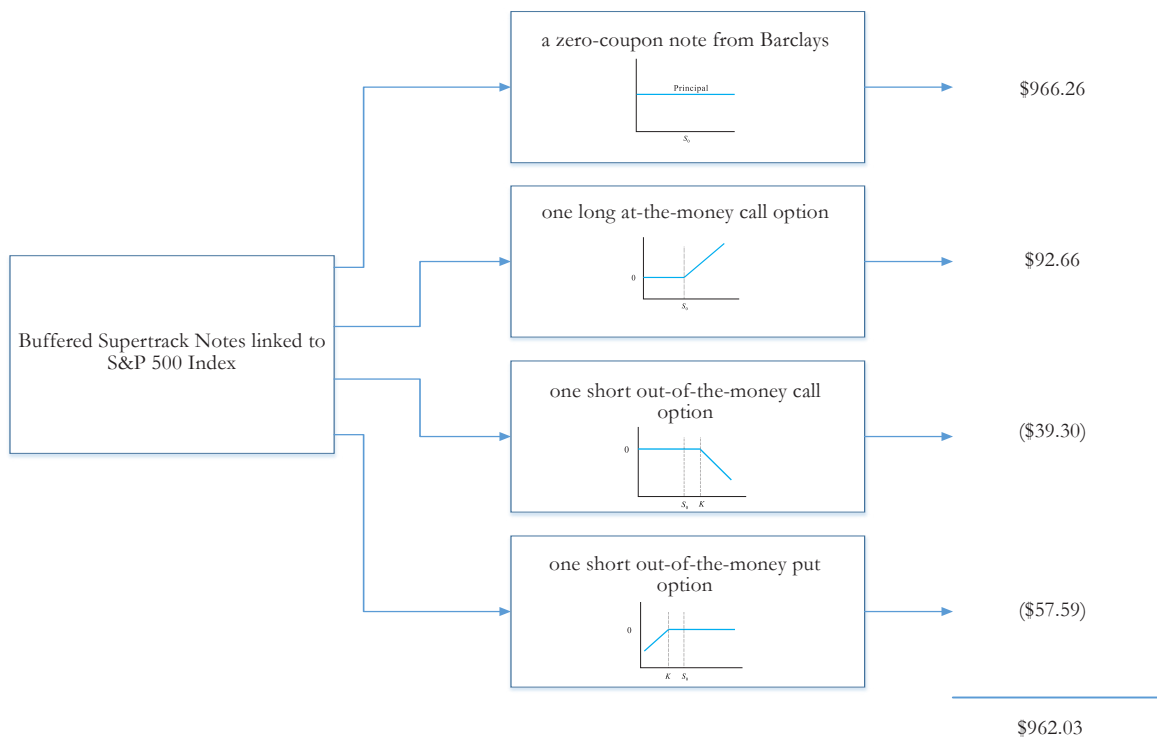 a zero-coupon note from Barclays
Principal
S₀
$966.26
one long at-the-money call option
0
S₀
$92.66
Buffered Supertrack Notes linked to
S&P 500 Index
one short out-of-the-money call
option
0
S₀ K
($39.30)
one short out-of-the-money put
option
0
K S₀
($57.59)
$962.03